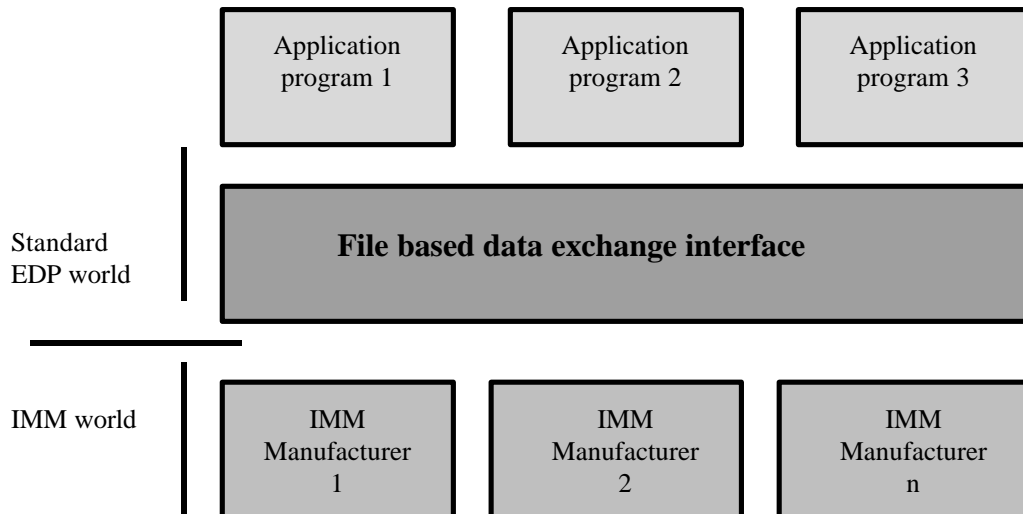 Application
program 1
Application
program 2
Application
program 3
Standard
EDP world
File based data exchange interface
IMM world
IMM
Manufacturer
1
IMM
Manufacturer
2
IMM
Manufacturer
n